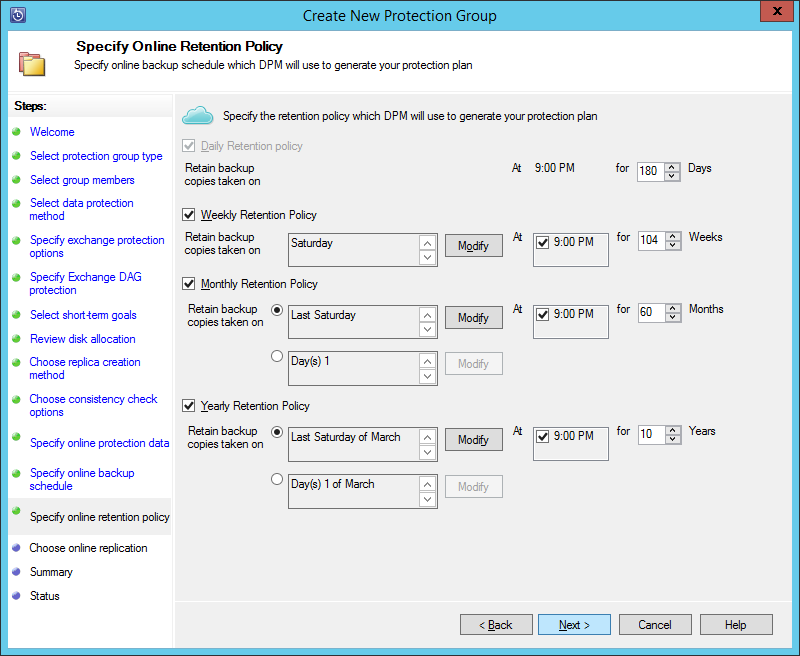 Create New Protection Group
x
Specify Online Retention Policy
Specify online backup schedule which DPM will use to generate your protection plan
Steps:
Welcome
Select protection group type
Select group members
Select data protection
method
Specify exchange protection
options
Specify Exchange DAG
protection
Select short-term goals
Review disk allocation
Choose replica creation
method
Choose consistency check
options
Specify online protection data
Specify online backup
schedule
Specify online retention policy
Choose online replication
Summary
Status
Specify the retention policy which DPM will use to generate your protection plan
Daily Retention policy
Retain backup
copies taken on
At 9:00 PM for 180 Days
Weekly Retention Policy
Retain backup
copies taken on
Saturday Modify At 9:00 PM for 104 Weeks
Monthly Retention Policy
Retain backup
copies taken on
Last Saturday Modify At 9:00 PM for 60 Months
Day(s) 1 Modify
Yearly Retention Policy
Retain backup
copies taken on
Last Saturday of March Modify At 9:00 PM for 10 Years
Day(s) 1 of March Modify
< Back Next > Cancel Help